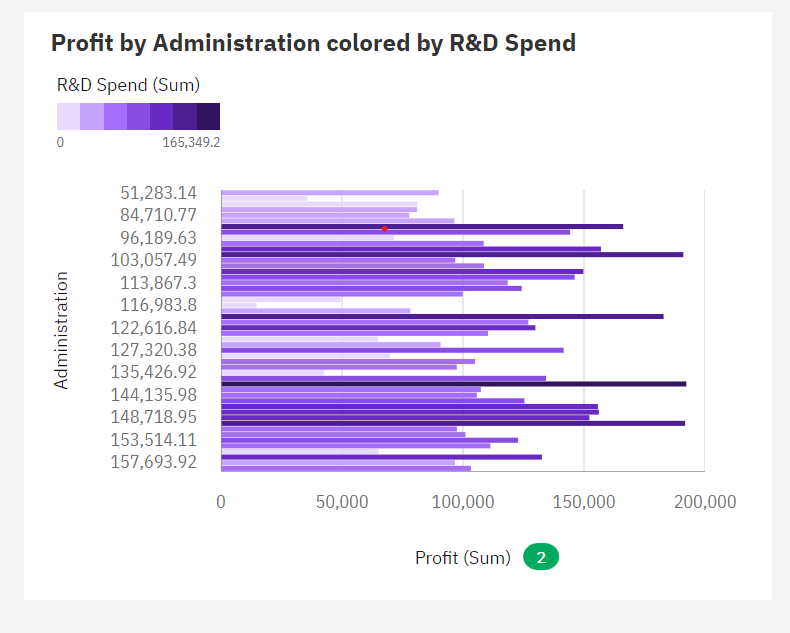 Profit by Administration colored by R&D Spend
R&D Spend (Sum)
0 165,349.2
51,283.14
84,710.77
96,189.63
103,057.49
113,867.3
116,983.8
122,616.84
127,320.38
135,426.92
144,135.98
148,718.95
153,514.11
157,693.92
Administration
0 50,000 100,000 150,000 200,000
Profit (Sum) 2